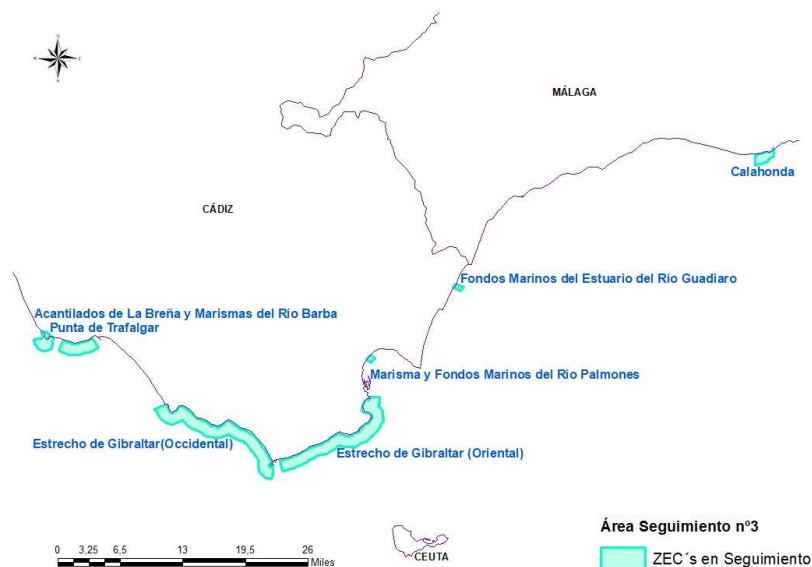 N
W E
S
MÁLAGA
Calahonda
CÁDIZ
Fondos Marinos del Estuario del Río Guadiaro
Acantilados de La Breña y Marismas del Río Barba
Punta de Trafalgar
Marisma y Fondos Marinos del Rio Palmones
Estrecho de Gibraltar(Occidental)
Estrecho de Gibraltar (Oriental)
Área Seguimiento nº3
0 3,25 6,5 13 19,5 26
Miles
CEUTA
ZEC´s en Seguimiento